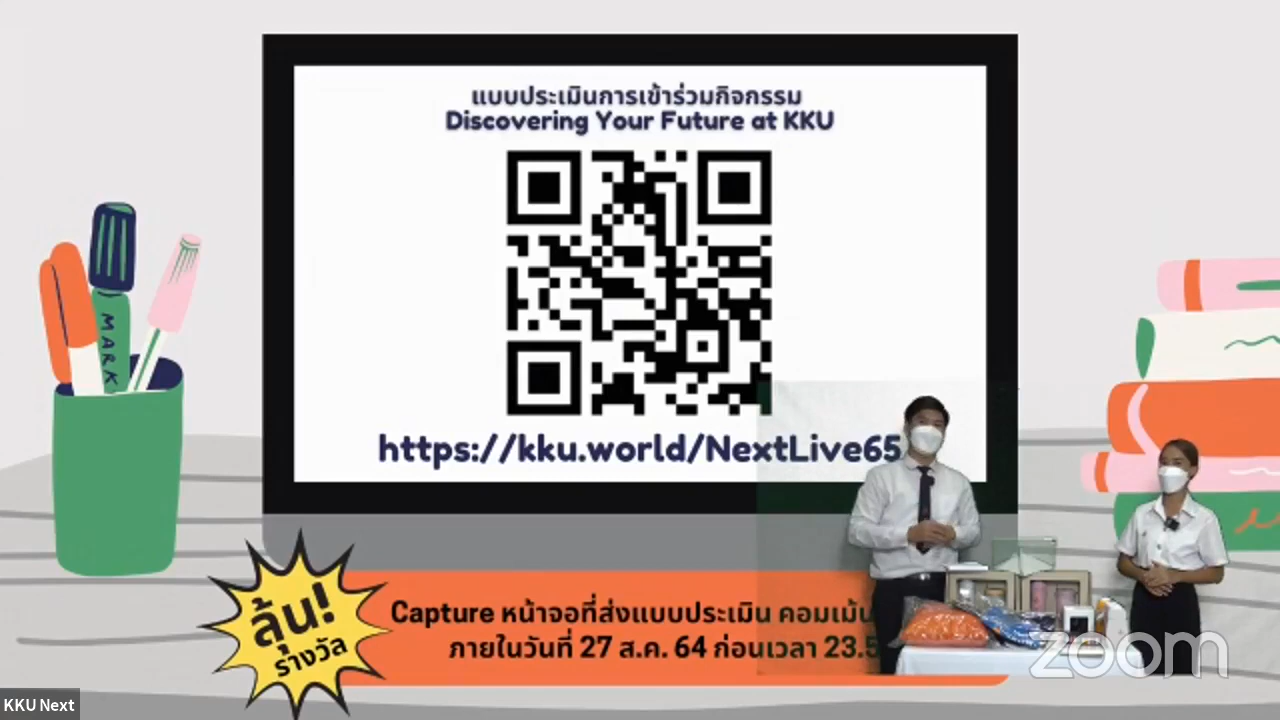 แบบประเมินการเข้าร่วมกิจกรรม
Discovering Your Future at KKU
https://kku.world/NextLive65
MARK
ลุ้น!
รางวัล
Capture หน้าจอที่ส่งแบบประเมิน คอมเม้น
ภายในวันที่ 27 ส.ค. 64 ก่อนเวลา 23.5
zoom
KKU Next